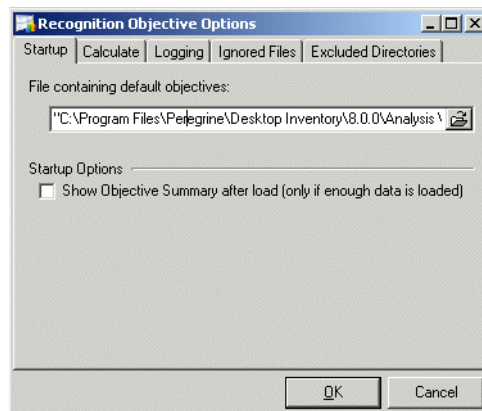 Recognition Objective Options
Startup Calculate Logging Ignored Files Excluded Directories
File containing default objectives:
"C:\Program Files\Peregrine\Desktop Inventory\8.0.0\Analysis \
Startup Options
Show Objective Summary after load (only if enough data is loaded)
OK Cancel